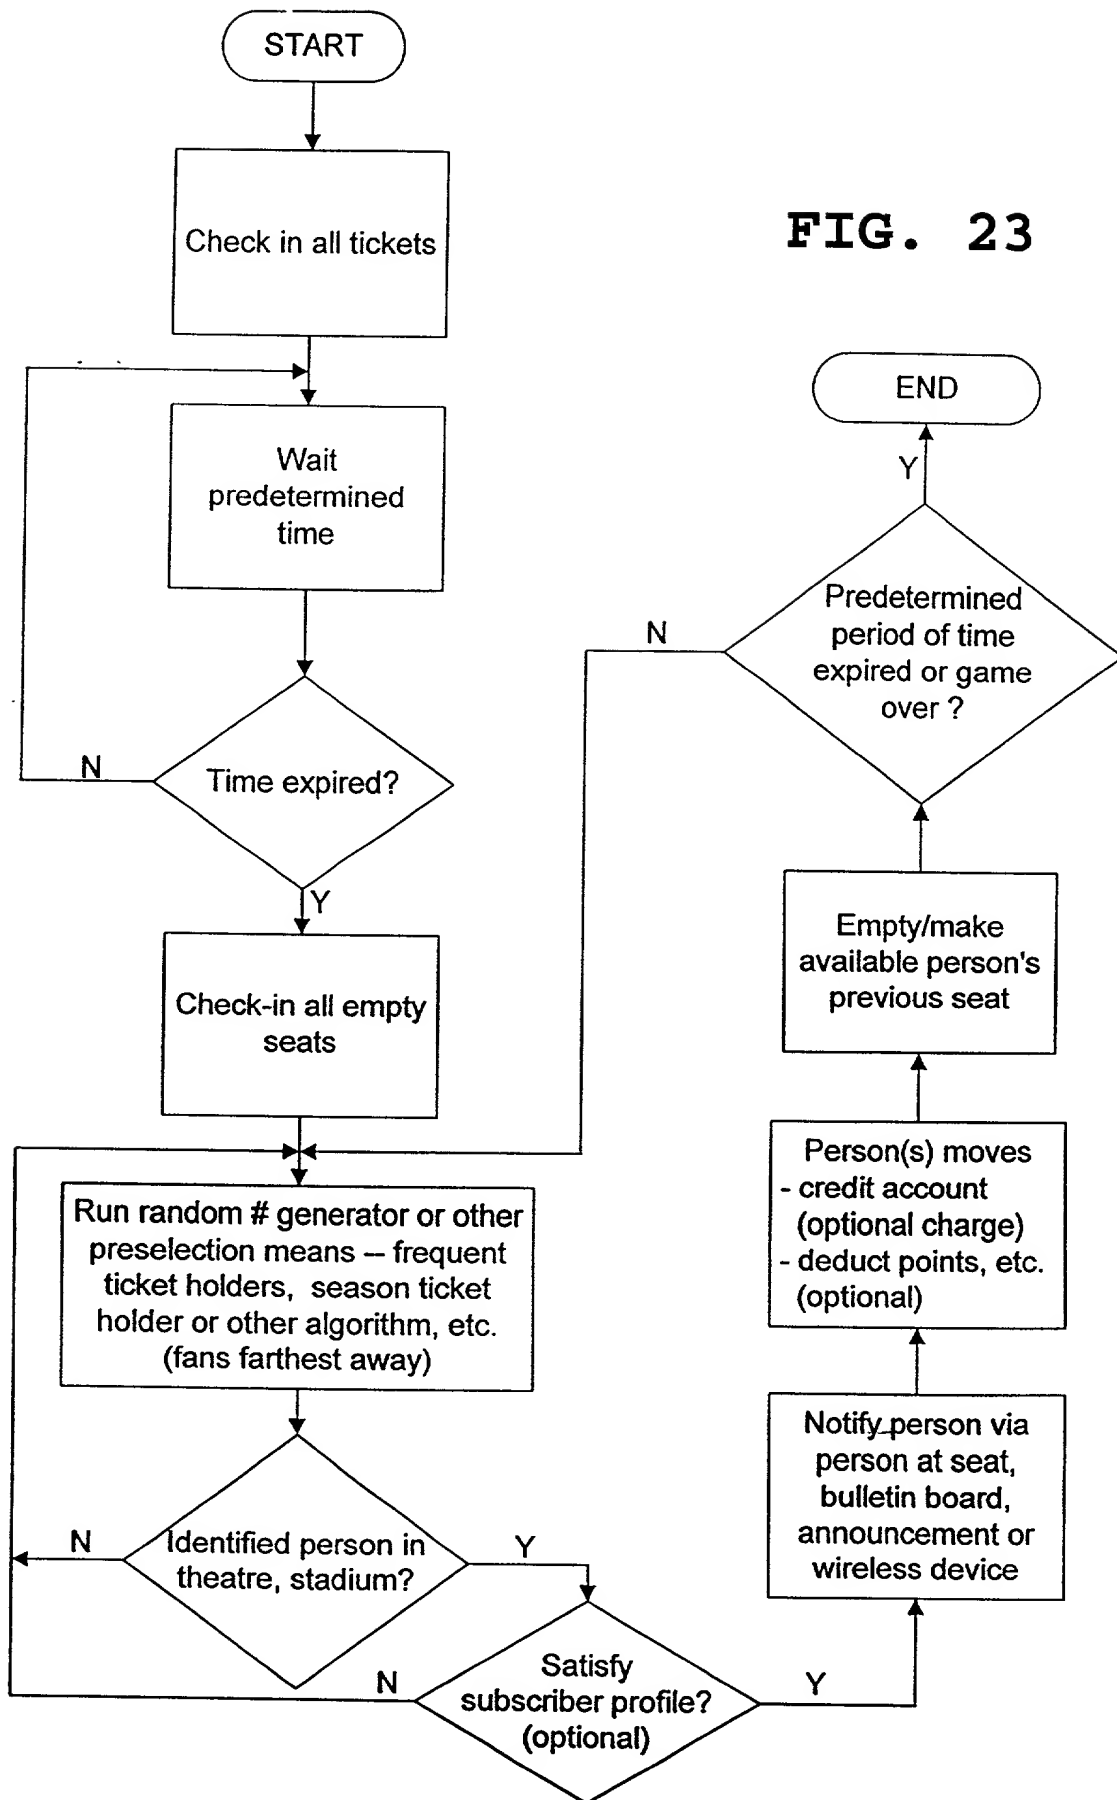 START
Check in all tickets
FIG. 23
Wait
predetermined
time
Time expired?
N
Y
Check-in all empty
seats
Run random # generator or other
preselection means – frequent
ticket holders, season ticket
holder or other algorithm, etc.
(fans farthest away)
Identified person in
theatre, stadium?
N
Y
Satisfy
subscriber profile?
(optional)
N
Y
Notify person via
person at seat,
bulletin board,
announcement or
wireless device
Person(s) moves
- credit account
(optional charge)
- deduct points, etc.
(optional)
Empty/make
available person's
previous seat
Predetermined
period of time
expired or game
over ?
N
Y
END